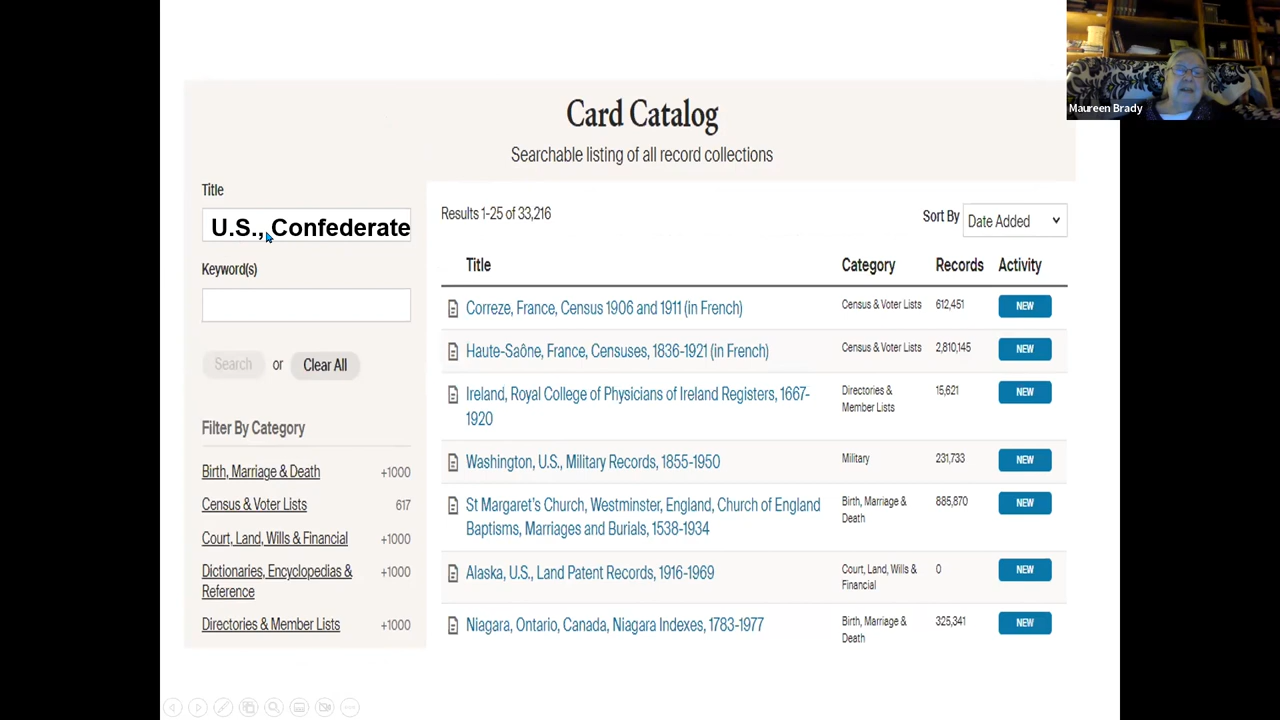 Maureen Brady
Card Catalog
Searchable listing of all record collections
Title
U.S., Confederate
Keyword(s)
Search or Clear All
Filter By Category
Birth, Marriage & Death +1000
Census & Voter Lists 617
Court, Land, Wills & Financial +1000
Dictionaries, Encyclopedias &
Reference +1000
Directories & Member Lists +1000
Results 1-25 of 33,216
Sort By Date Added
Title Category Records Activity
Correze, France, Census 1906 and 1911 (in French) Census & Voter Lists 612,451 NEW
Haute-Saône, France, Censuses, 1836-1921 (in French) Census & Voter Lists 2,810,145 NEW
Ireland, Royal College of Physicians of Ireland Registers, 1667-
1920
Directories &
Member Lists
15,621 NEW
Washington, U.S., Military Records, 1855-1950 Military 231,733 NEW
St Margaret's Church, Westminster, England, Church of England
Baptisms, Marriages and Burials, 1538-1934
Birth, Marriage &
Death
885,870 NEW
Alaska, U.S., Land Patent Records, 1916-1969
Court, Land, Wills &
Financial
0 NEW
Niagara, Ontario, Canada, Niagara Indexes, 1783-1977
Birth, Marriage &
Death
325,341 NEW